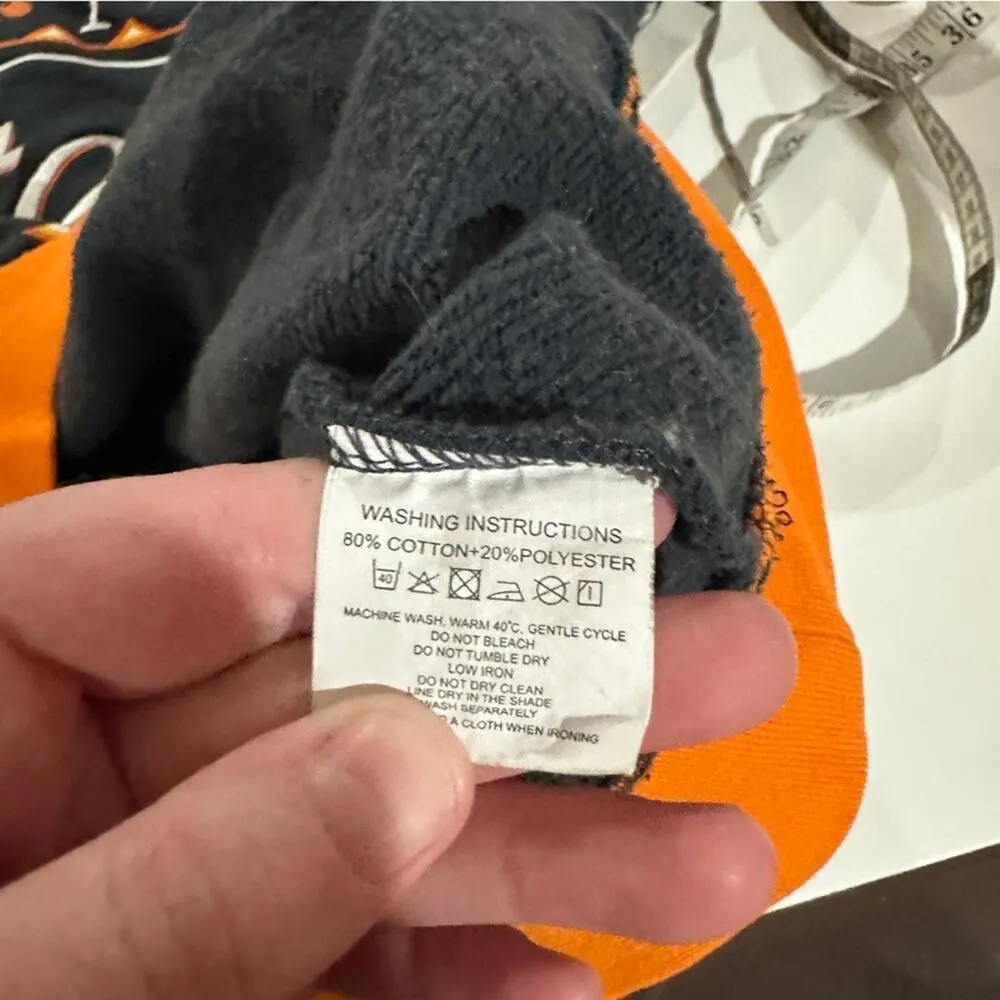 36
WASHING INSTRUCTIONS
80% COTTON+20%POLYESTER
40
MACHINE WASH, WARM 40°C, GENTLE CYCLE
DO NOT BLEACH
DO NOT TUMBLE DRY
LOW IRON
DO NOT DRY CLEAN
LINE DRY IN THE SHADE
WASH SEPARATELY
A CLOTH WHEN IRONING